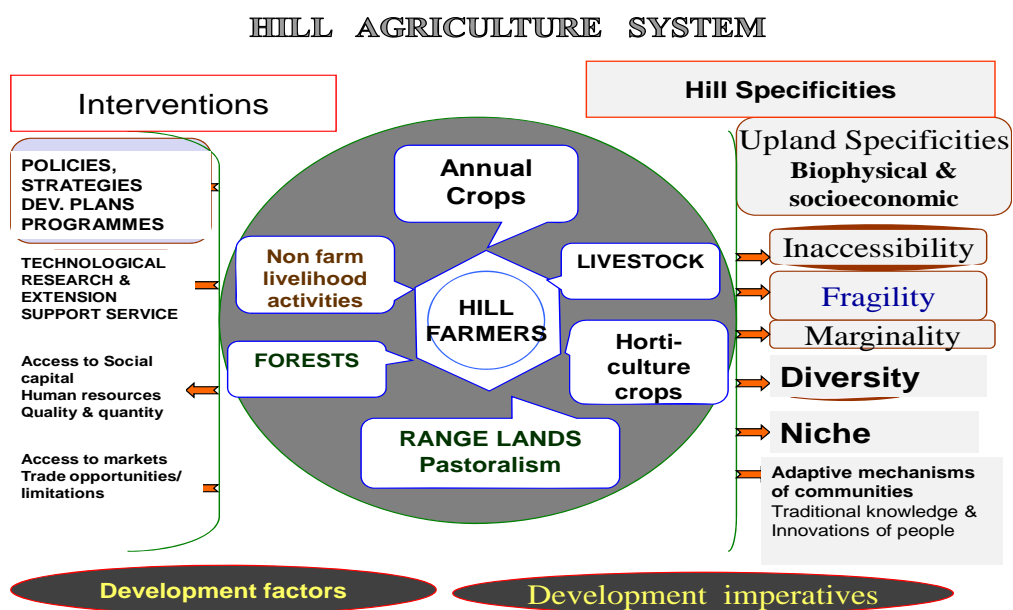 HILL AGRICULTURE SYSTEM
Interventions
POLICIES,
STRATEGIES
DEV. PLANS
PROGRAMMES
TECHNOLOGICAL
RESEARCH &
EXTENSION
SUPPORT SERVICE
Access to Social
capital
Human resources
Quality & quantity
Access to markets
Trade opportunities/
limitations
Annual
Crops
Non farm
livelihood
activities
LIVESTOCK
HILL
FARMERS
FORESTS
Horti-
culture
crops
RANGE LANDS
Pastoralism
Hill Specificities
Upland Specificities
Biophysical &
socioeconomic
Inaccessibility
Fragility
Marginality
Diversity
Niche
Adaptive mechanisms
of communities
Traditional knowledge &
Innovations of people
Development factors
Development imperatives